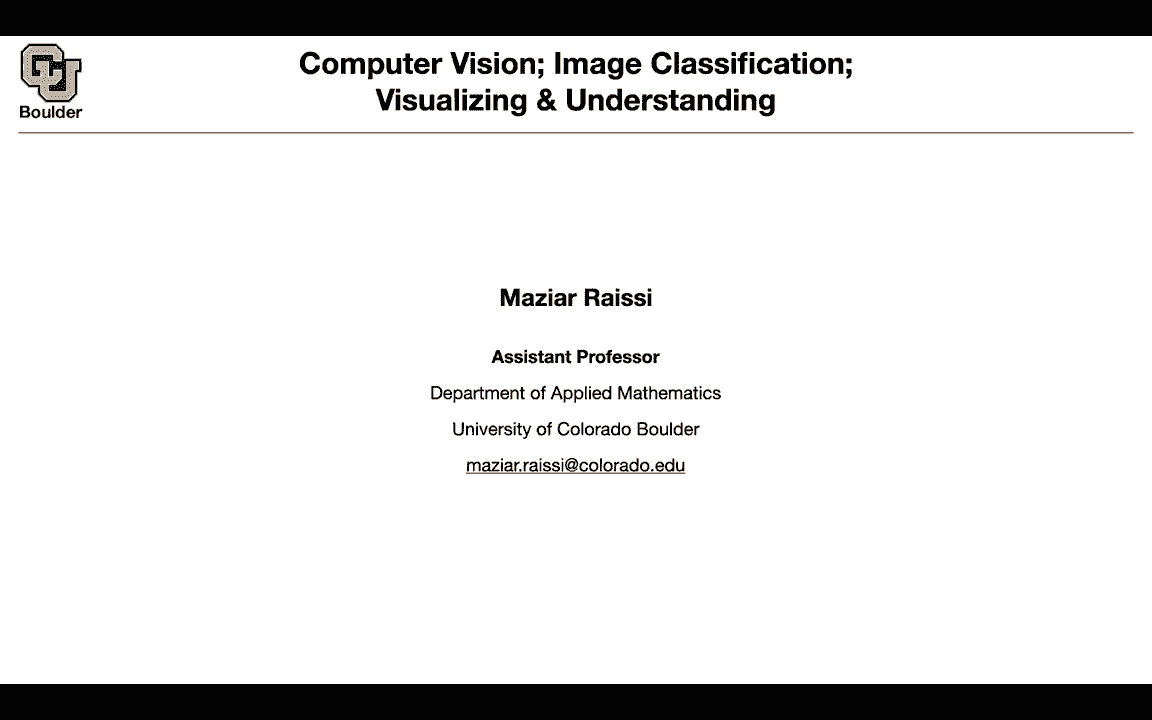 CU
Boulder
Computer Vision; Image Classification;
Visualizing & Understanding
Maziar Raissi
Assistant Professor
Department of Applied Mathematics
University of Colorado Boulder
maziar.raissi@colorado.edu